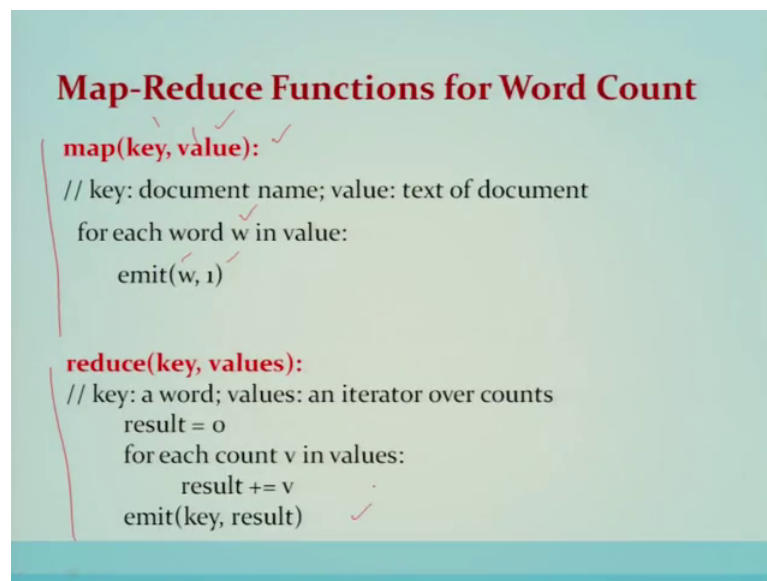 Map-Reduce Functions for Word Count
map(key, value):
// key: document name; value: text of document
for each word w in value:
emit(w, 1)
reduce(key, values):
// key: a word; values: an iterator over counts
result = 0
for each count v in values:
result += v
emit(key, result)